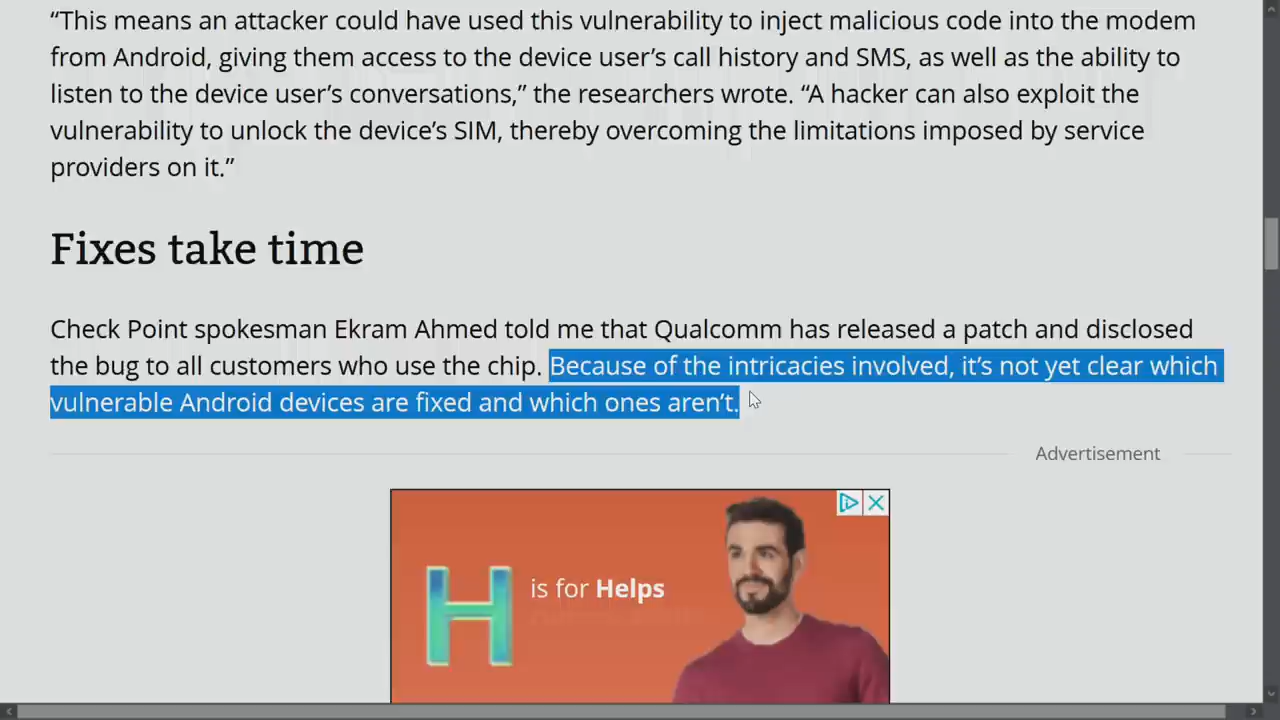 “This means an attacker could have used this vulnerability to inject malicious code into the modem
from Android, giving them access to the device user’s call history and SMS, as well as the ability to
listen to the device user’s conversations,” the researchers wrote. “A hacker can also exploit the
vulnerability to unlock the device’s SIM, thereby overcoming the limitations imposed by service
providers on it.”
Fixes take time
Check Point spokesman Ekram Ahmed told me that Qualcomm has released a patch and disclosed
the bug to all customers who use the chip. Because of the intricacies involved, it’s not yet clear which
vulnerable Android devices are fixed and which ones aren’t.
Advertisement
H is for Helps